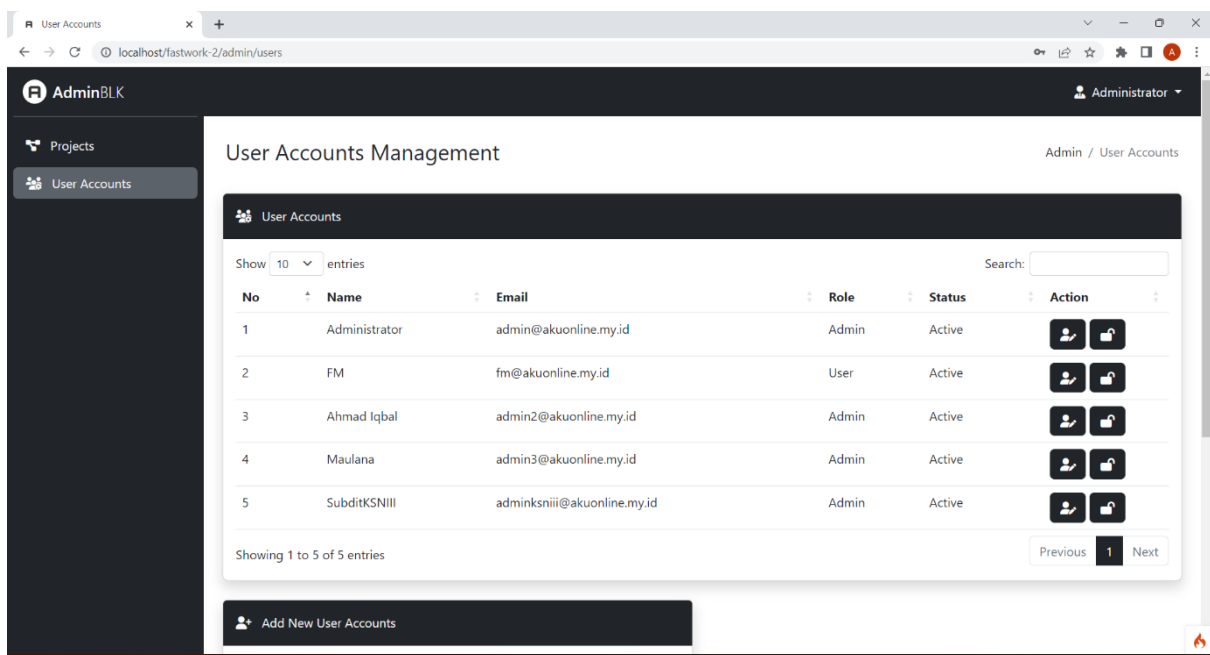 User Accounts
localhost/fastwork-2/admin/users
A
AdminBLK
Administrator
Projects
User Accounts
User Accounts Management
Admin / User Accounts
User Accounts
Show 10 entries
Search:
No Name Email Role Status Action
1 Administrator admin@akuonline.my.id Admin Active
2 FM fm@akuonline.my.id User Active
3 Ahmad Iqbal admin2@akuonline.my.id Admin Active
4 Maulana admin3@akuonline.my.id Admin Active
5 SubditKSNIII adminksniii@akuonline.my.id Admin Active
Showing 1 to 5 of 5 entries
Previous 1 Next
Add New User Accounts